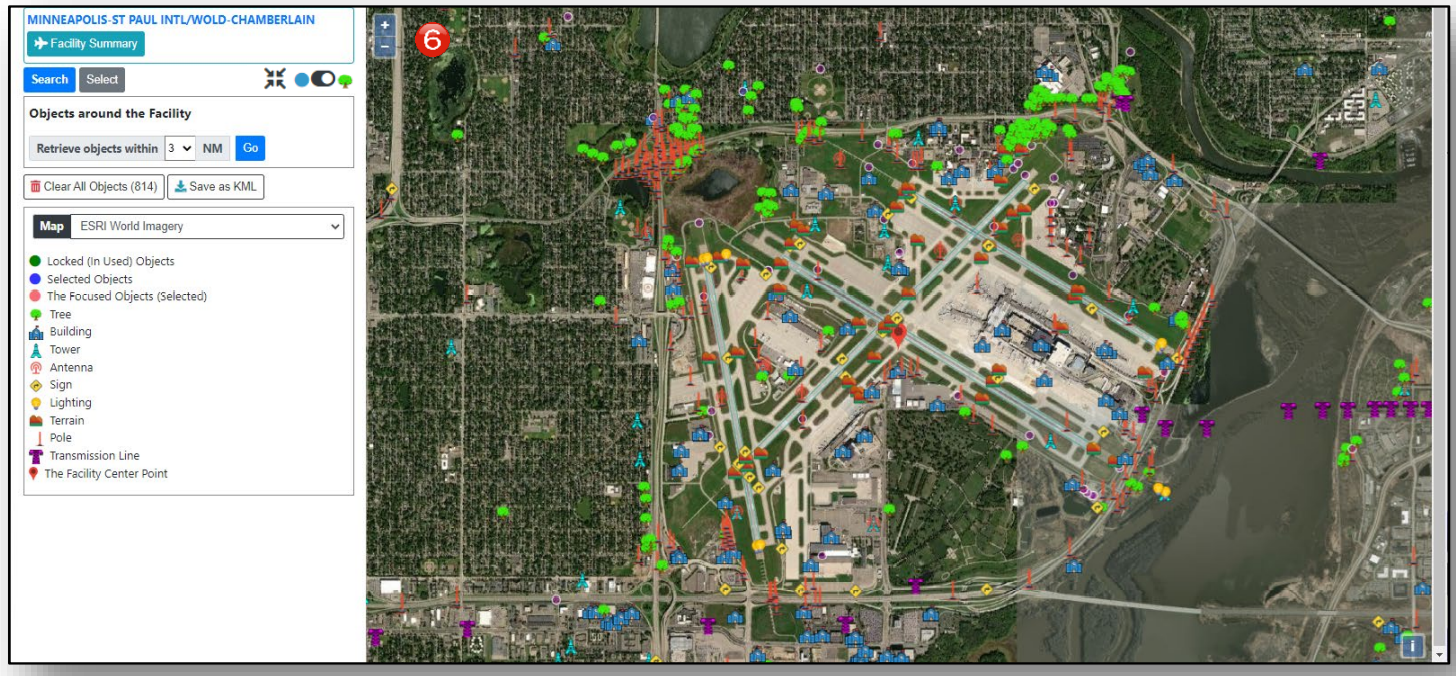 MINNEAPOLIS-ST PAUL INTL/WOLD-CHAMBERLAIN
Facility Summary
Search Select
Objects around the Facility
Retrieve objects within 3 NM Go
Clear All Objects (814) Save as KML
Map ESRI World Imagery
Locked (In Used) Objects
Selected Objects
The Focused Objects (Selected)
Tree
Building
Tower
Antenna
Sign
Lighting
Terrain
Pole
Transmission Line
The Facility Center Point
+
−
6
i